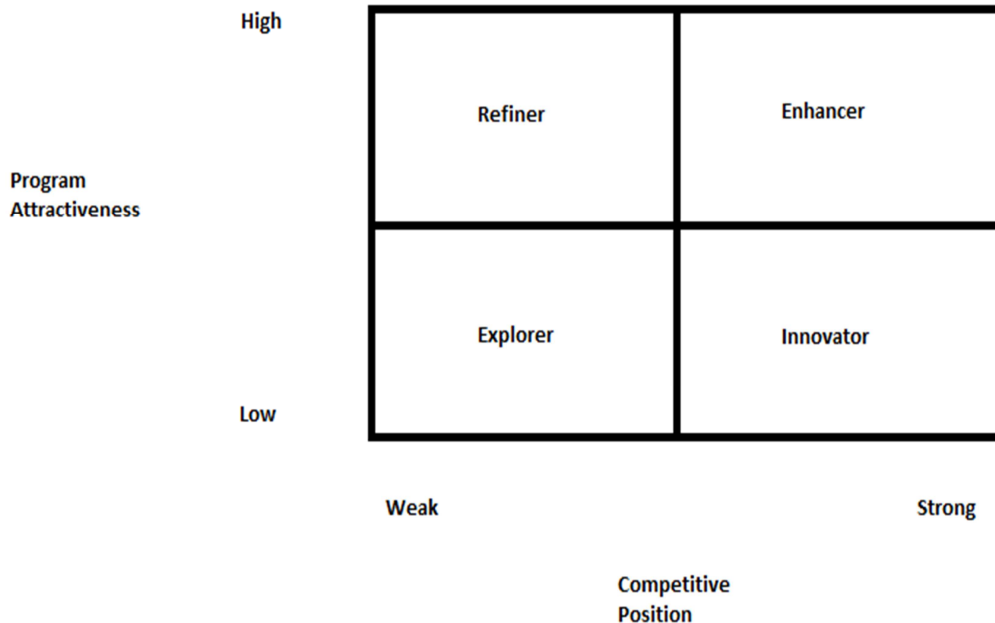 High
Refiner
Enhancer
Program
Attractiveness
Explorer
Innovator
Low
Weak
Strong
Competitive
Position